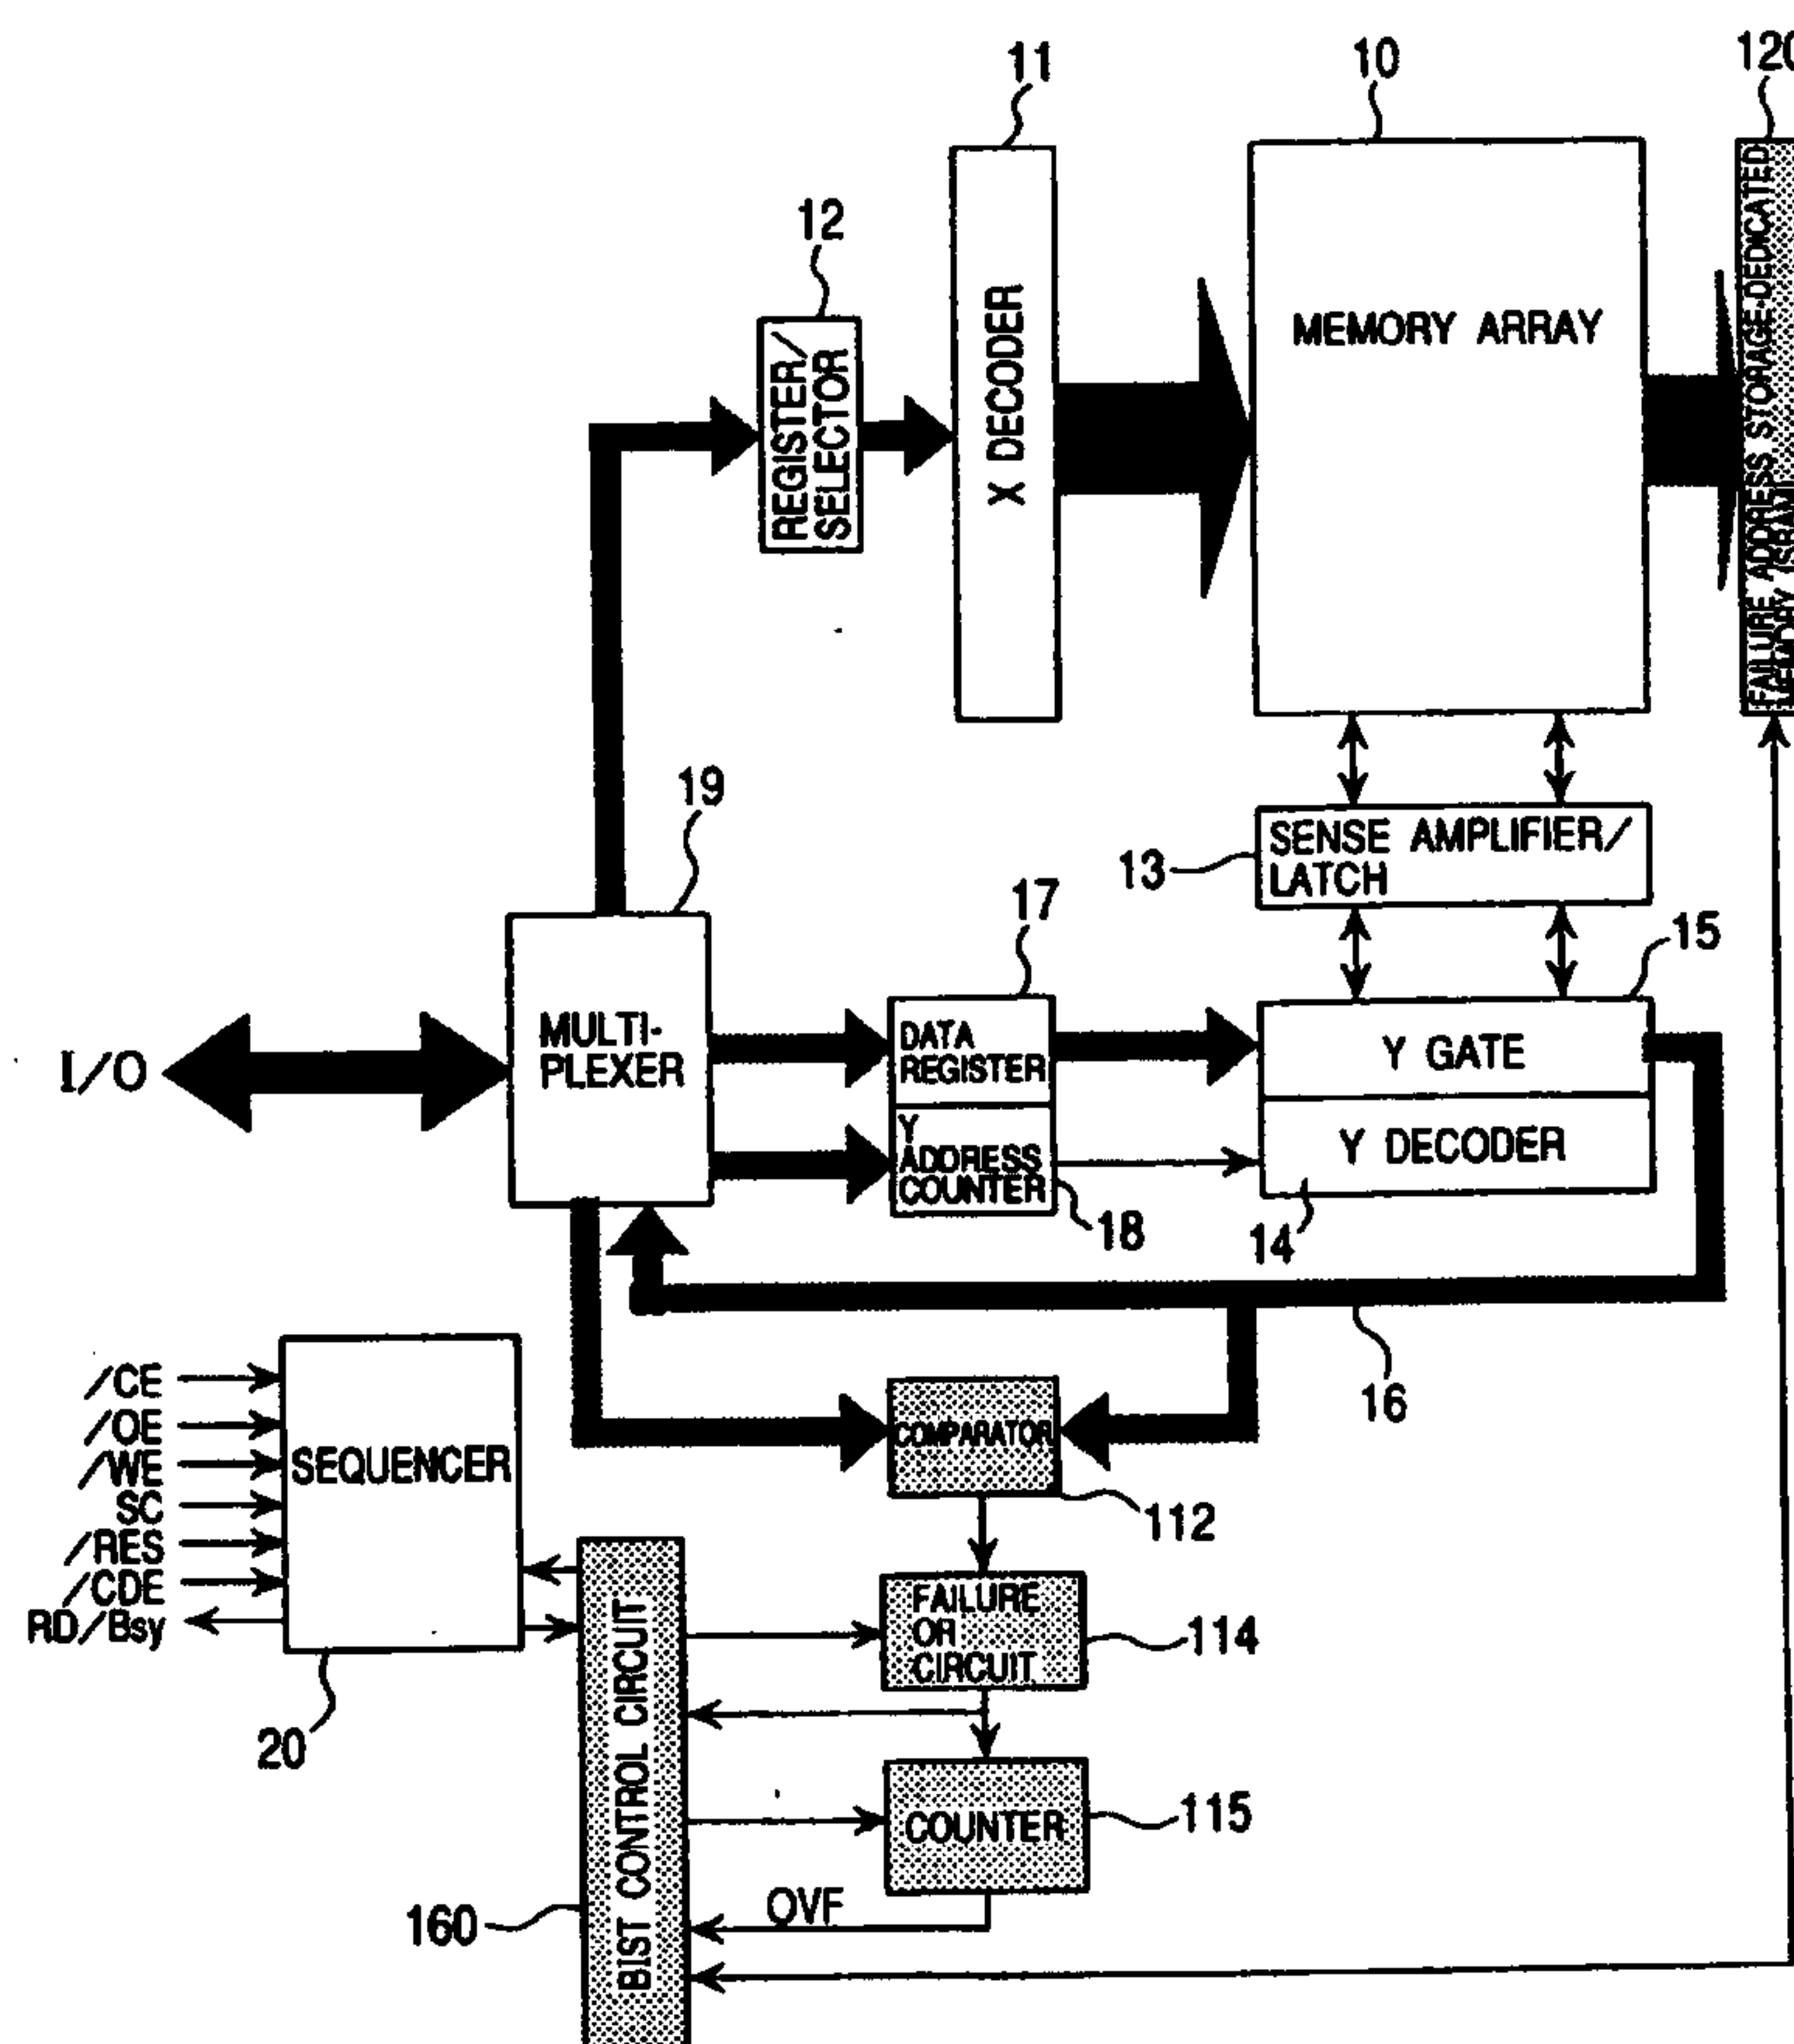 11
10
120
12
REGISTER/
SELECTOR
X DECODER
MEMORY ARRAY
FAILURE ADDRESS STORAGE-DEDICATED
MEMORY (SRAM)
19
13
SENSE AMPLIFIER/
LATCH
17
15
I/O
MULTI-
PLEXER
DATA
REGISTER
Y GATE
Y
ADDRESS
COUNTER
Y DECODER
18
14
16
/CE
/OE
/WE
SC
/RES
/CDE
RD/Bsy
SEQUENCER
20
COMPARATOR
112
FAILURE
OR
CIRCUIT
114
BIST CONTROL CIRCUIT
COUNTER
115
160
OVF